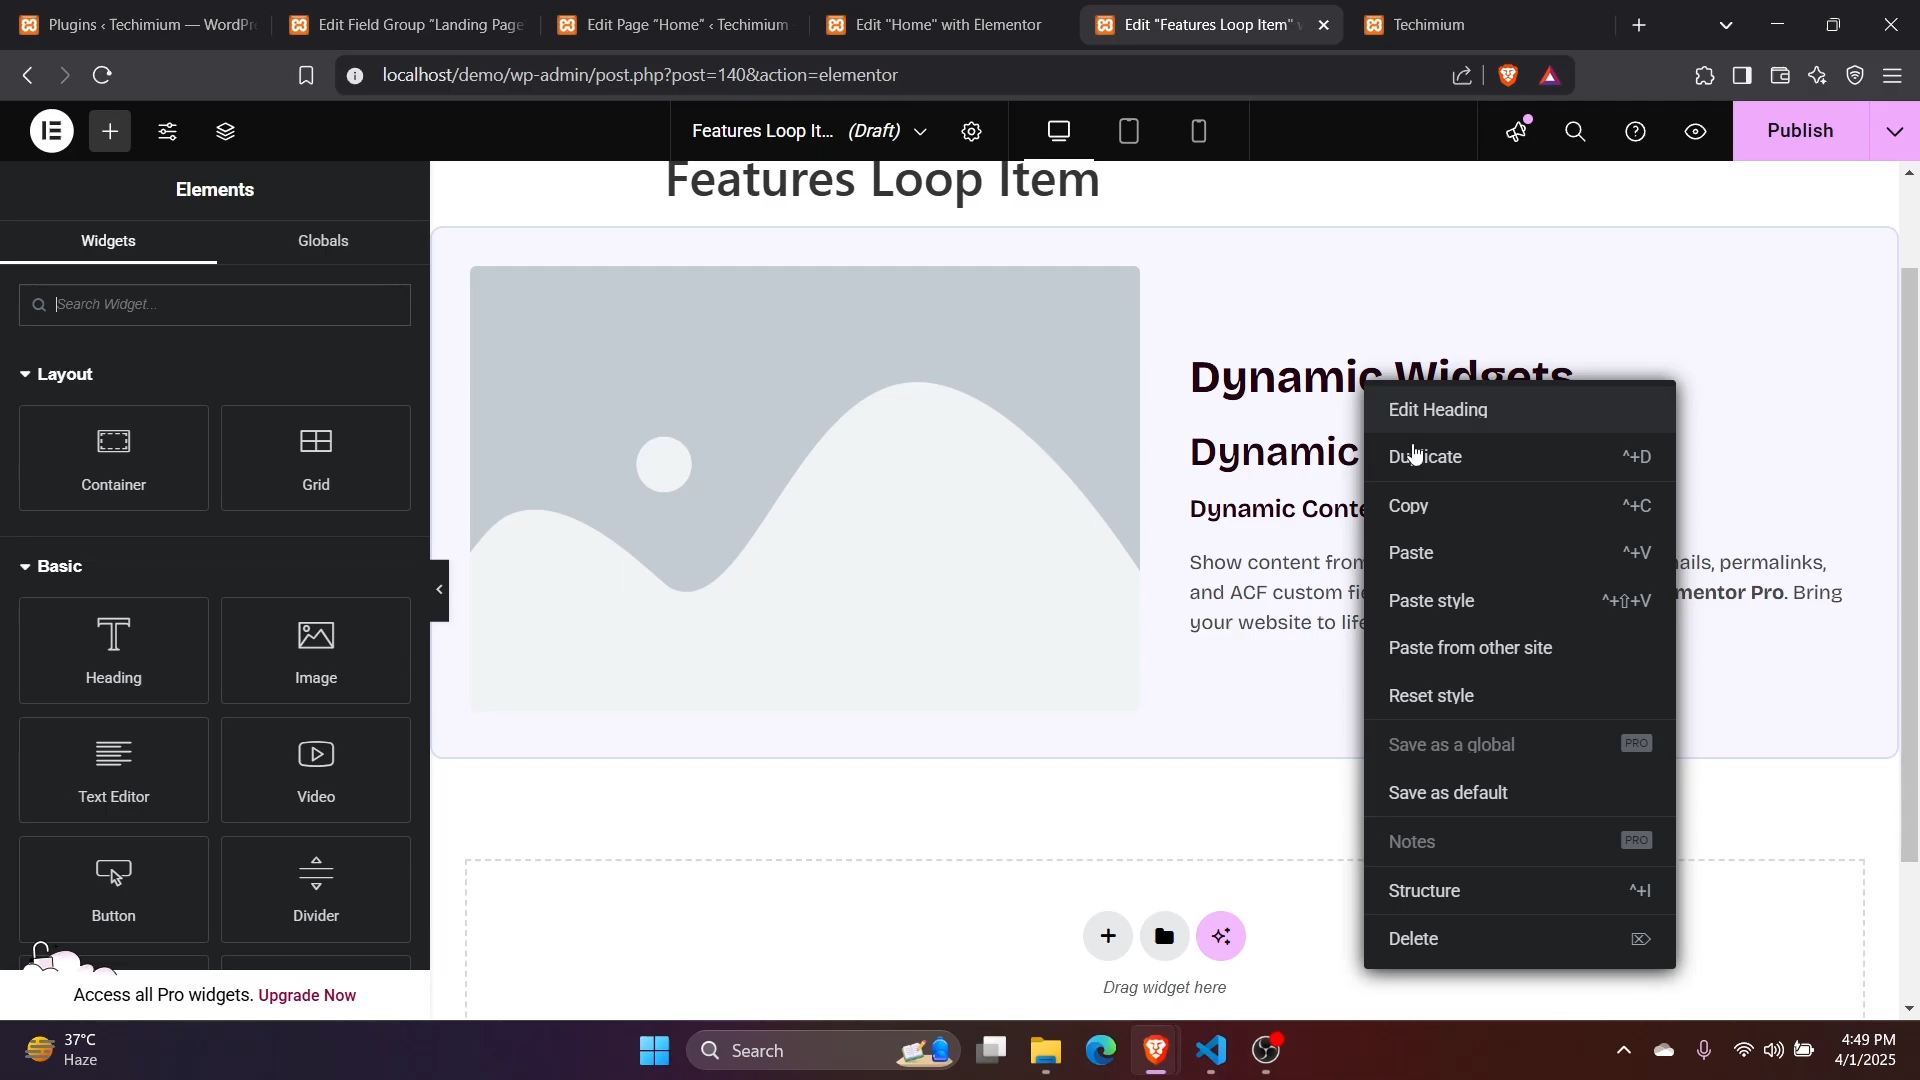 Plugins ‹ Techimium — WordPr
Edit Field Group "Landing Page"
Edit Page "Home" ‹ Techimium
Edit "Home" with Elementor
Edit "Features Loop Item" w
Techimium
localhost/demo/wp-admin/post.php?post=140&action=elementor
Features Loop It... (Draft)
Publish
Elements
Widgets
Globals
Search Widget...
Layout
Container
Grid
Basic
Heading
Image
Text Editor
Video
Button
Divider
Access all Pro widgets. Upgrade Now
Features Loop Item
Dynamic Widgets
Dynamic
Dynamic Conte
Show content from
ails, permalinks,
and ACF custom fie
mentor Pro. Bring
your website to life
Edit Heading
Duplicate ^+D
Copy ^+C
Paste ^+V
Paste style ^+⇧+V
Paste from other site
Reset style
Save as a global PRO
Save as default
Notes PRO
Structure ^+I
Delete ⌦
Drag widget here
37°C
Haze
Search
4:49 PM
4/1/2025